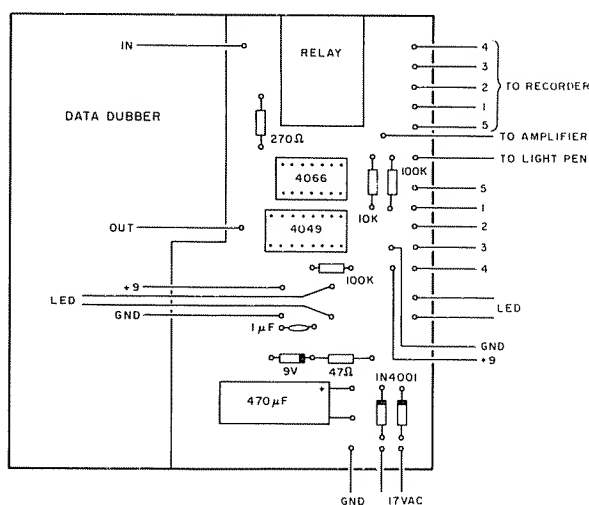 IN
RELAY
4
3
2
1
5
TO RECORDER
DATA DUBBER
270Ω
TO AMPLIFIER
TO LIGHT PEN
4066
100K
10K
5
1
2
3
4
OUT
4049
+9
LED
GND
100K
1µF
LED
GND
+9
9V
47Ω
1N4001
470µF
+
GND
17VAC